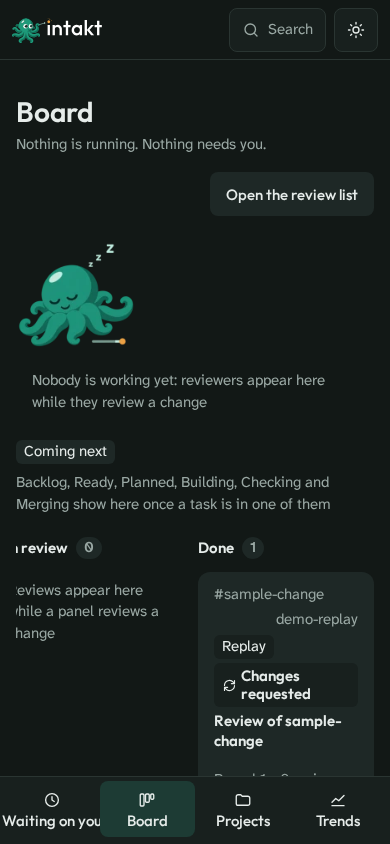 intakt
Search
Board
Nothing is running. Nothing needs you.
Open the review list
z z z
Nobody is working yet: reviewers appear here
while they review a change
Coming next
Backlog, Ready, Planned, Building, Checking and
Merging show here once a task is in one of them
review 0
Done 1
appear here
a panel reviews a
#sample-change
demo-replay
Replay
Changes
requested
Review of sample-
change
Waiting on you
Board
Projects
Trends